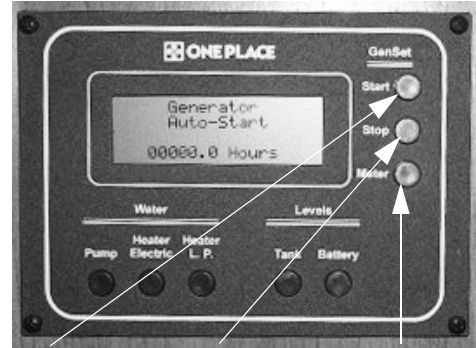 ONE PLACE
GenSet
Start
Generator
Auto-Start
Stop
00000.0 Hours
Meter
Water
Levels
Pump
Heater
Electric
Heater
L. P.
Tank
Battery